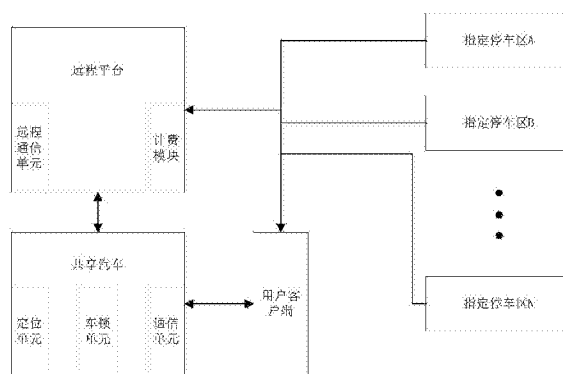 远程平台
远程
通信
单元
计费
模块
指定停车区A
指定停车区B
指定停车区N
共享汽车
定位
单元
车锁
单元
通信
单元
用户客
户端